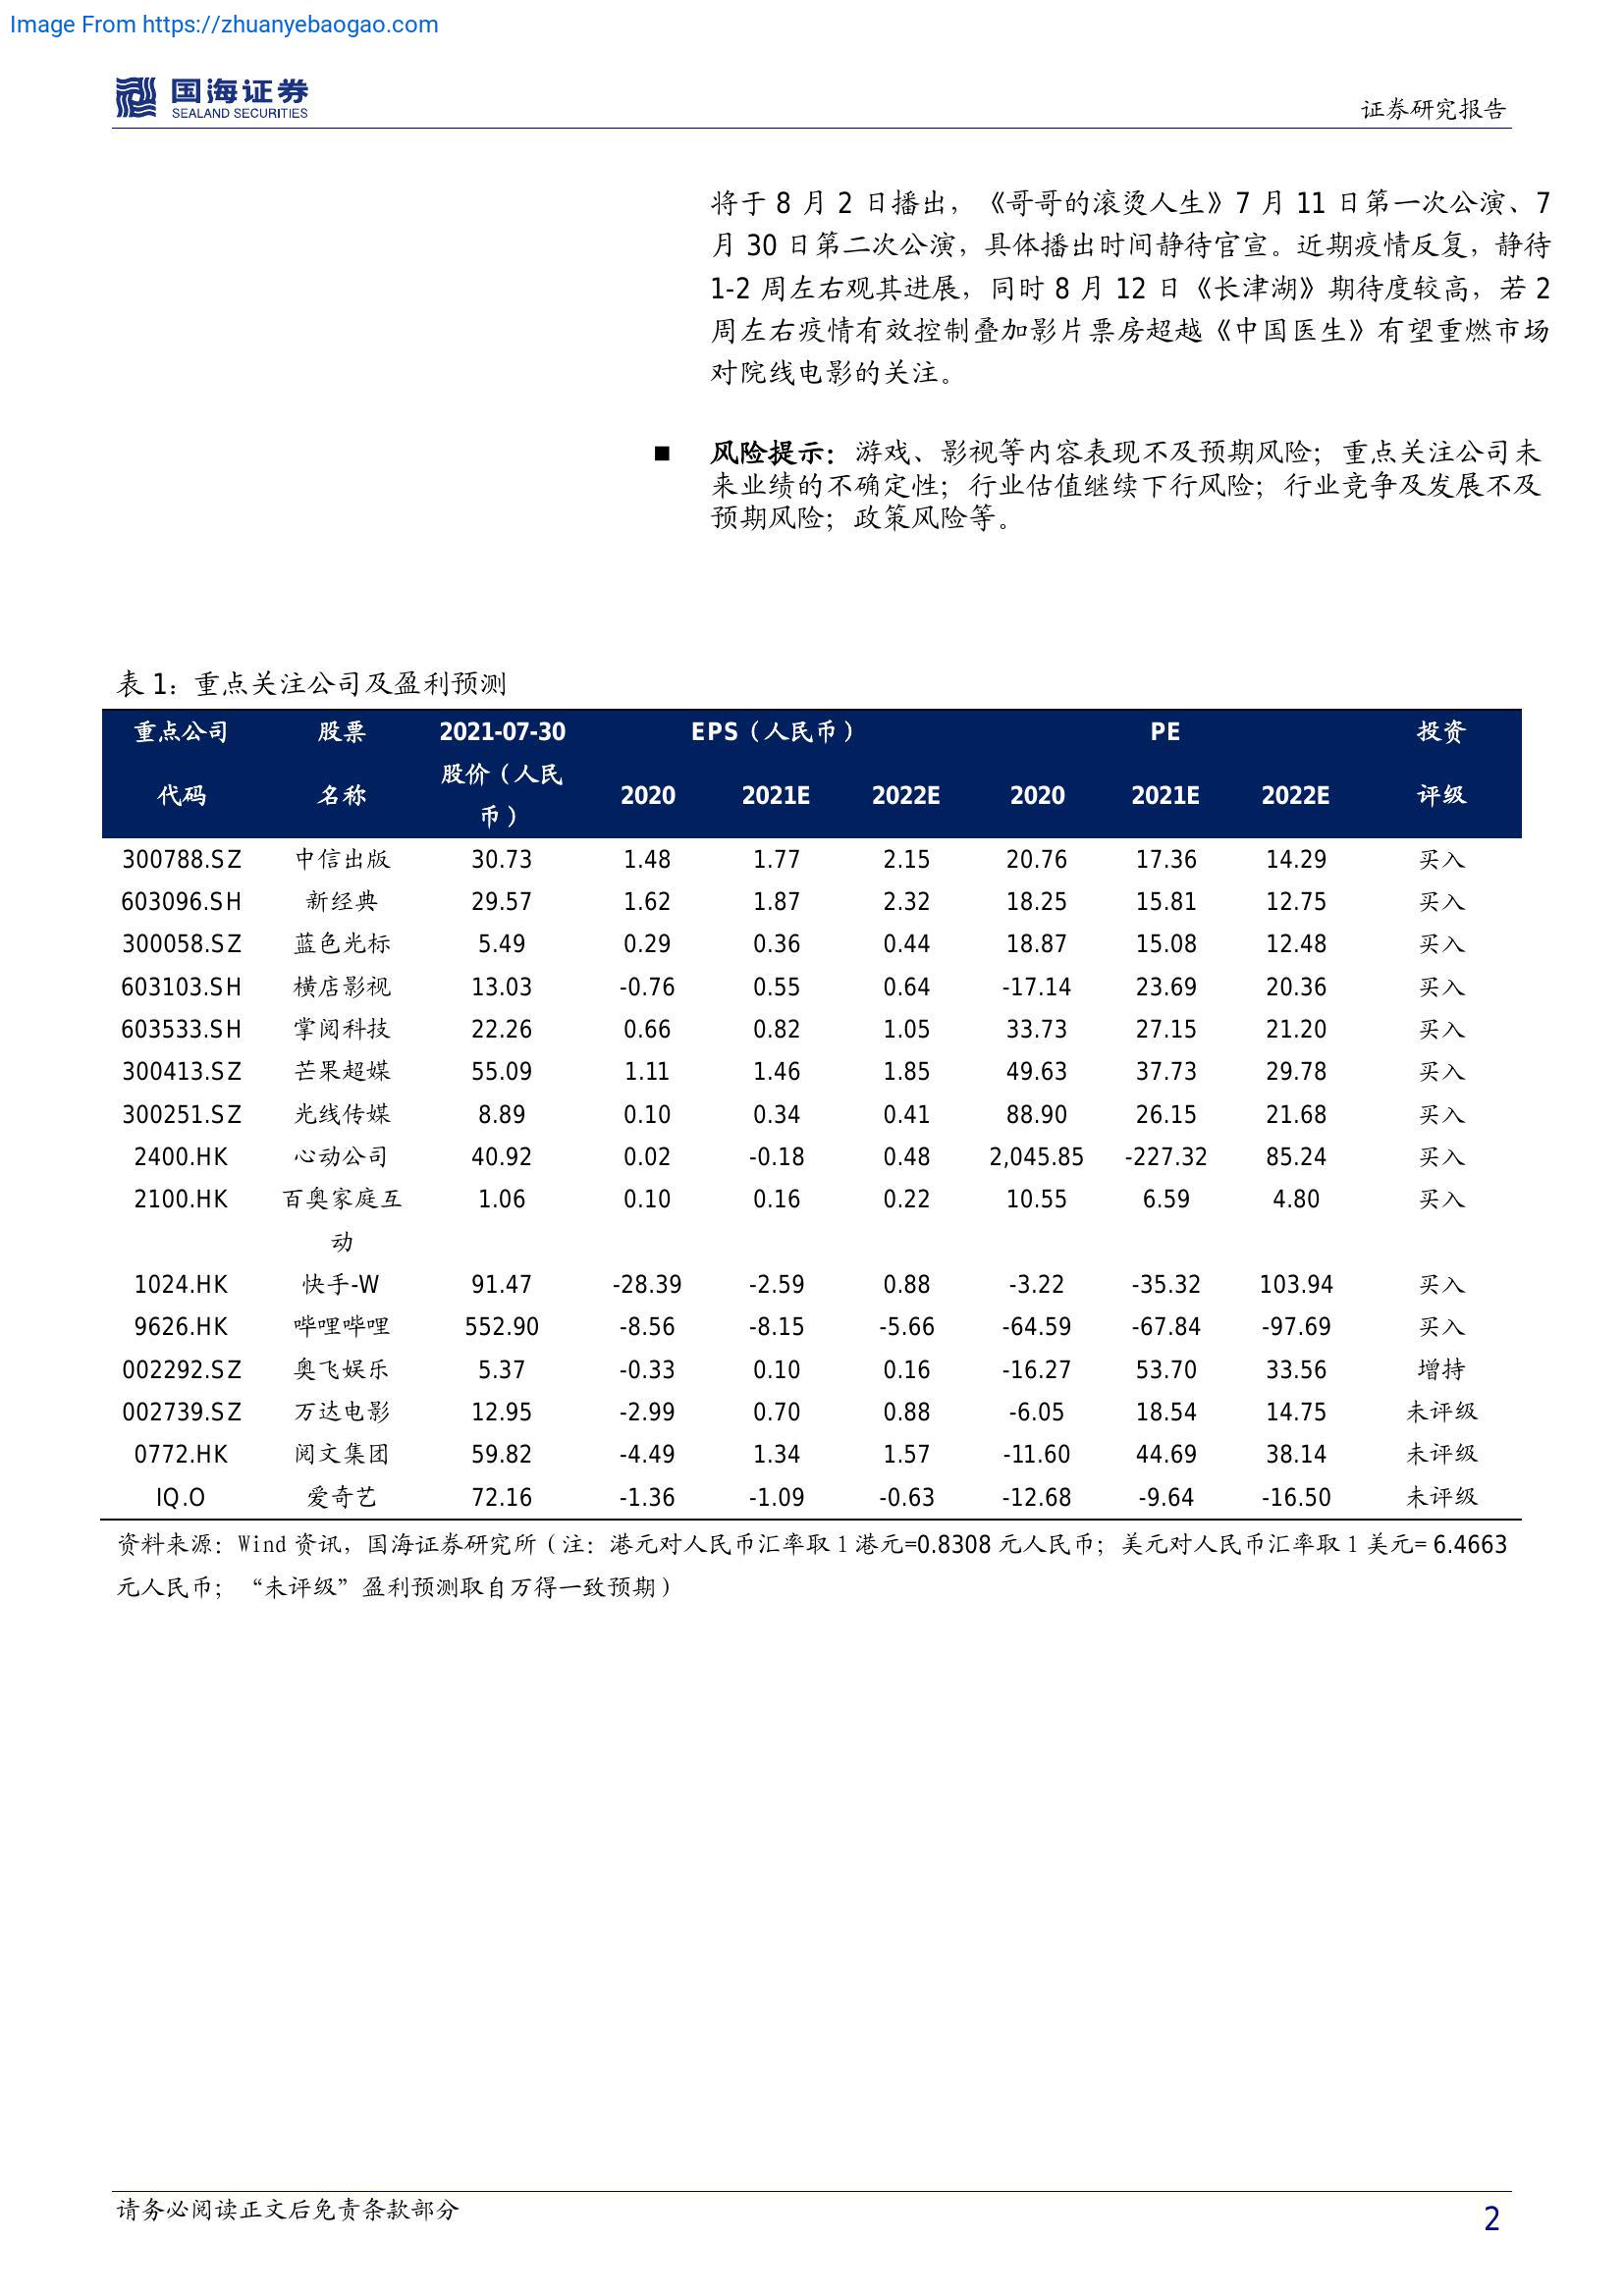 Image From https://zhuanyebaogao.com
国海证券
SEALAND SECURITIES
证券研究报告
将于 8 月 2 日播出，《哥哥的滚烫人生》7 月 11 日第一次公演、7
月 30 日第二次公演，具体播出时间静待官宣。近期疫情反复，静待
1-2 周左右观其进展，同时 8 月 12 日《长津湖》期待度较高，若 2
周左右疫情有效控制叠加影片票房超越《中国医生》有望重燃市场
对院线电影的关注。
■ 风险提示：游戏、影视等内容表现不及预期风险；重点关注公司未
来业绩的不确定性；行业估值继续下行风险；行业竞争及发展不及
预期风险；政策风险等。
表 1：重点关注公司及盈利预测
重点公司 股票 2021-07-30 EPS（人民币） PE 投资
代码 名称 股价（人民币） 2020 2021E 2022E 2020 2021E 2022E 评级
300788.SZ 中信出版 30.73 1.48 1.77 2.15 20.76 17.36 14.29 买入
603096.SH 新经典 29.57 1.62 1.87 2.32 18.25 15.81 12.75 买入
300058.SZ 蓝色光标 5.49 0.29 0.36 0.44 18.87 15.08 12.48 买入
603103.SH 横店影视 13.03 -0.76 0.55 0.64 -17.14 23.69 20.36 买入
603533.SH 掌阅科技 22.26 0.66 0.82 1.05 33.73 27.15 21.20 买入
300413.SZ 芒果超媒 55.09 1.11 1.46 1.85 49.63 37.73 29.78 买入
300251.SZ 光线传媒 8.89 0.10 0.34 0.41 88.90 26.15 21.68 买入
2400.HK 心动公司 40.92 0.02 -0.18 0.48 2,045.85 -227.32 85.24 买入
2100.HK 百奥家庭互动 1.06 0.10 0.16 0.22 10.55 6.59 4.80 买入
1024.HK 快手-W 91.47 -28.39 -2.59 0.88 -3.22 -35.32 103.94 买入
9626.HK 哔哩哔哩 552.90 -8.56 -8.15 -5.66 -64.59 -67.84 -97.69 买入
002292.SZ 奥飞娱乐 5.37 -0.33 0.10 0.16 -16.27 53.70 33.56 增持
002739.SZ 万达电影 12.95 -2.99 0.70 0.88 -6.05 18.54 14.75 未评级
0772.HK 阅文集团 59.82 -4.49 1.34 1.57 -11.60 44.69 38.14 未评级
IQ.O 爱奇艺 72.16 -1.36 -1.09 -0.63 -12.68 -9.64 -16.50 未评级
资料来源：Wind 资讯，国海证券研究所（注：港元对人民币汇率取 1 港元=0.8308 元人民币；美元对人民币汇率取 1 美元= 6.4663
元人民币；“未评级”盈利预测取自万得一致预期）
请务必阅读正文后免责条款部分
2